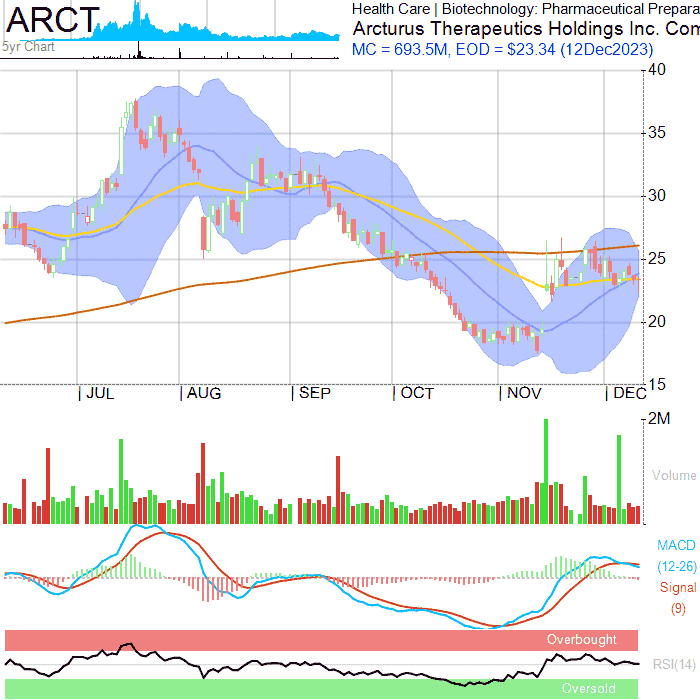 ARCT
5yr Chart
Health Care | Biotechnology: Pharmaceutical Prepara
Arcturus Therapeutics Holdings Inc. Com
MC = 693.5M, EOD = $23.34 (12Dec2023)
40
35
30
25
20
15
| JUL | AUG | SEP | OCT | NOV | DEC
2M
Volume
MACD
(12-26)
Signal
(9)
Overbought
RSI(14)
Oversold